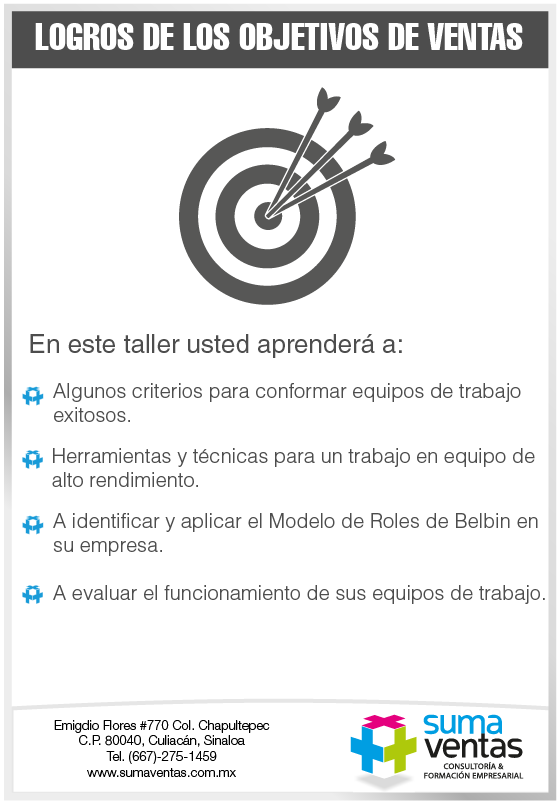 LOGROS DE LOS OBJETIVOS DE VENTAS
En este taller usted aprenderá a:
Algunos criterios para conformar equipos de trabajo
exitosos.
Herramientas y técnicas para un trabajo en equipo de
alto rendimiento.
A identificar y aplicar el Modelo de Roles de Belbin en
su empresa.
A evaluar el funcionamiento de sus equipos de trabajo.
Emigdio Flores #770 Col. Chapultepec
C.P. 80040, Culiacán, Sinaloa
Tel. (667)-275-1459
www.sumaventas.com.mx
suma
ventas
CONSULTORÍA &
FORMACIÓN EMPRESARIAL